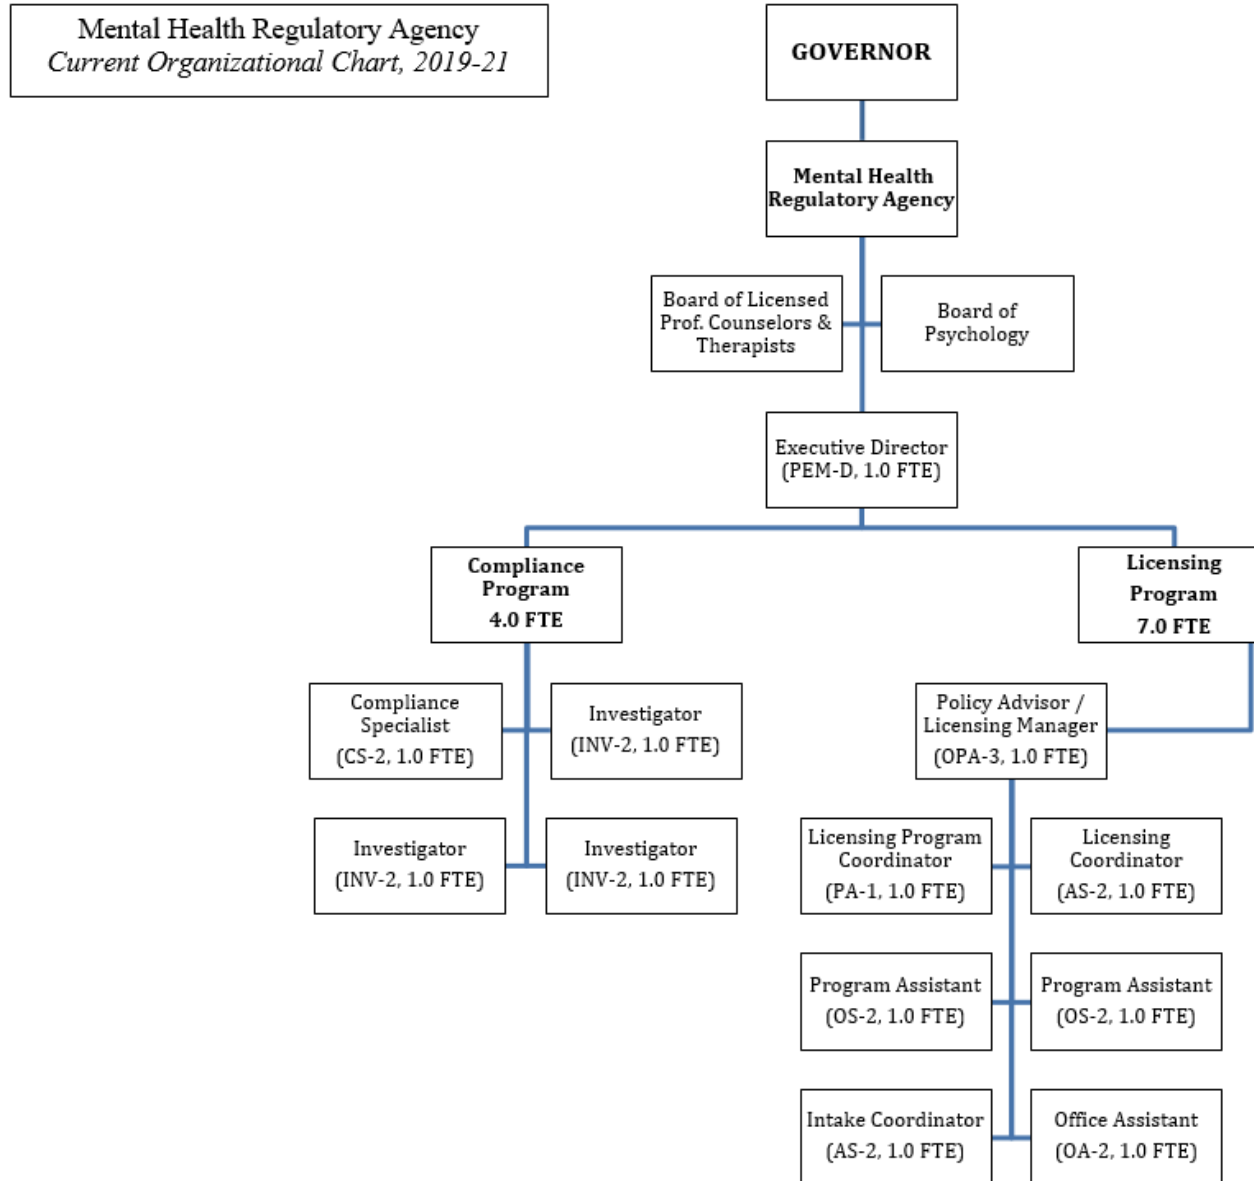 Mental Health Regulatory Agency
Current Organizational Chart, 2019-21
GOVERNOR
Mental Health
Regulatory Agency
Board of Licensed
Prof. Counselors &
Therapists
Board of
Psychology
Executive Director
(PEM-D, 1.0 FTE)
Compliance
Program
4.0 FTE
Licensing
Program
7.0 FTE
Compliance
Specialist
(CS-2, 1.0 FTE)
Investigator
(INV-2, 1.0 FTE)
Investigator
(INV-2, 1.0 FTE)
Investigator
(INV-2, 1.0 FTE)
Policy Advisor /
Licensing Manager
(OPA-3, 1.0 FTE)
Licensing Program
Coordinator
(PA-1, 1.0 FTE)
Licensing
Coordinator
(AS-2, 1.0 FTE)
Program Assistant
(OS-2, 1.0 FTE)
Program Assistant
(OS-2, 1.0 FTE)
Intake Coordinator
(AS-2, 1.0 FTE)
Office Assistant
(OA-2, 1.0 FTE)